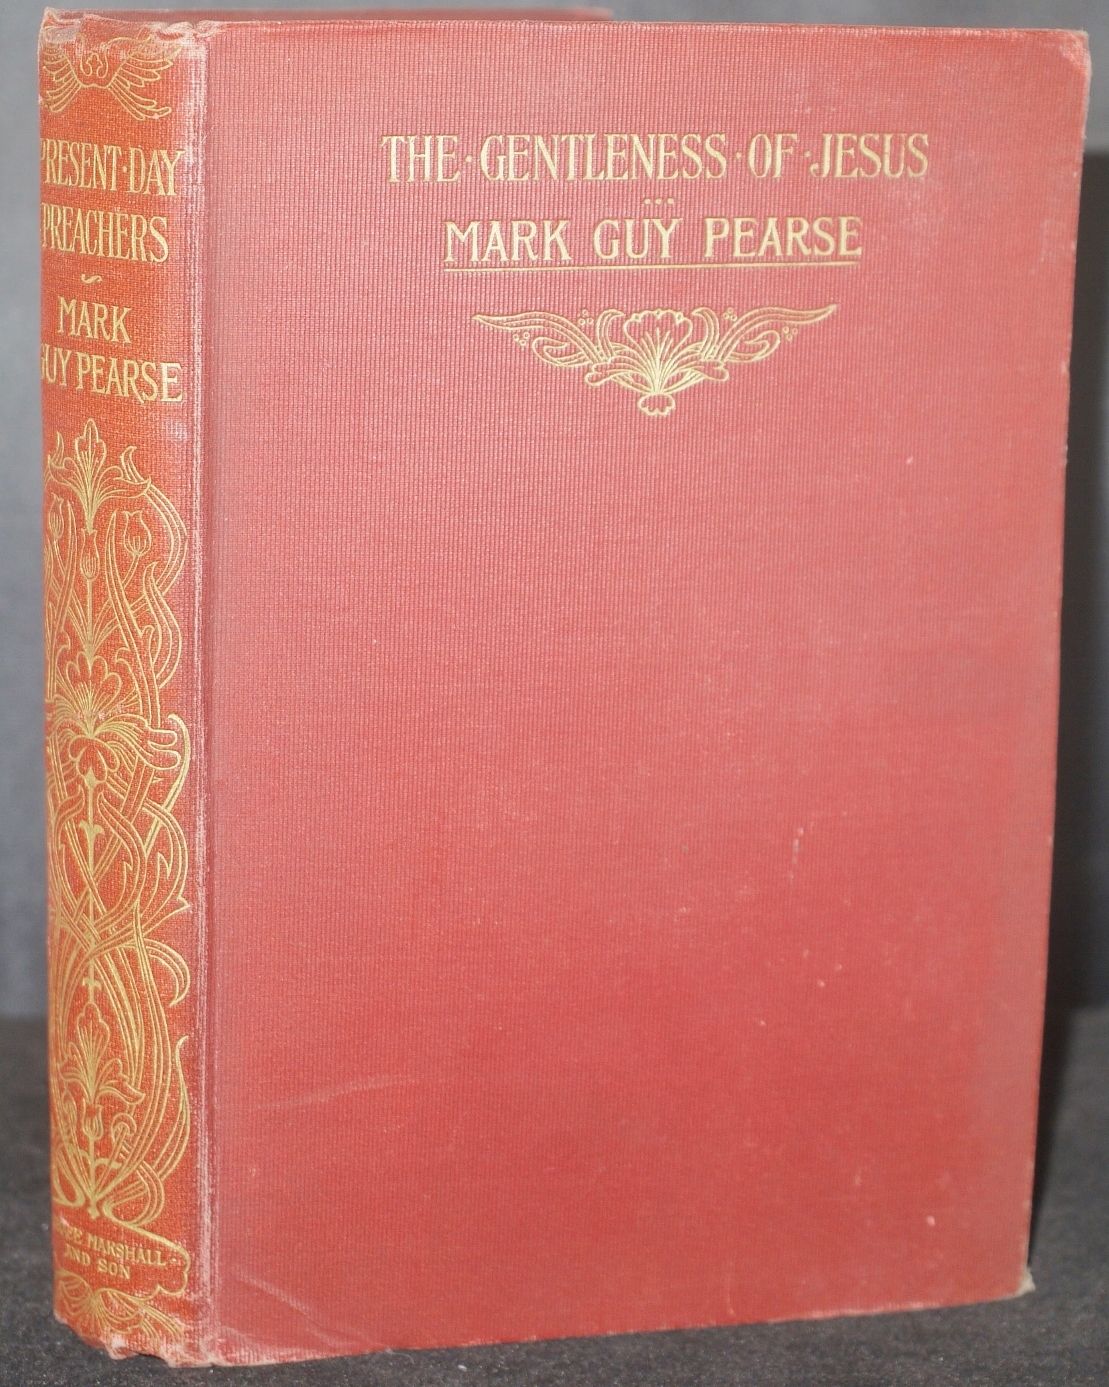 PRESENT·DAY
PREACHERS
MARK
GUY PEARSE
MARSHALL
AND SON
THE·GENTLENESS·OF·JESUS
MARK GUY PEARSE